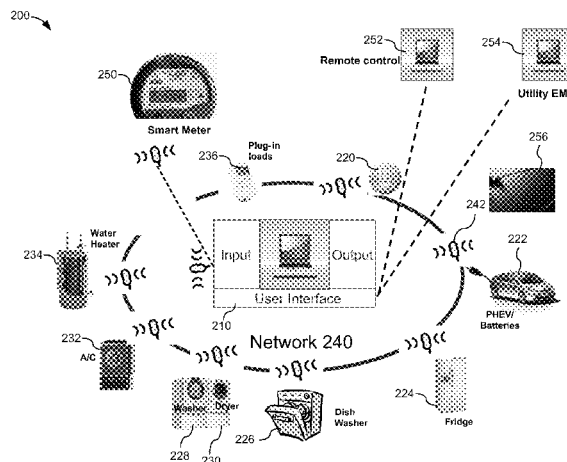 200
250
Smart Meter
252
Remote control
254
Utility EM
256
Plug-in
loads
236
220
242
222
PHEV/
Batteries
Water
Heater
234
Input
Output
User Interface
210
Network 240
232
A/C
Washer
Dryer
228
230
226
Dish
Washer
224
Fridge